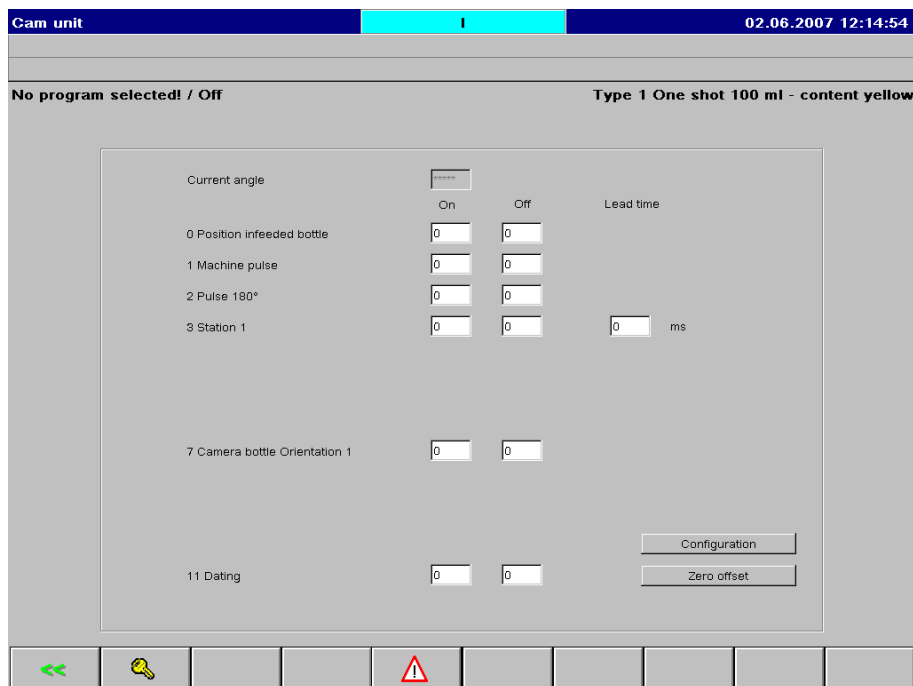 Cam unit I 02.06.2007 12:14:54
No program selected! / Off Type 1 One shot 100 ml - content yellow
Current angle *****
On Off Lead time
0 Position infeeded bottle 0 0
1 Machine pulse 0 0
2 Pulse 180° 0 0
3 Station 1 0 0 0 ms
7 Camera bottle Orientation 1 0 0
Configuration
11 Dating 0 0 Zero offset
<< !